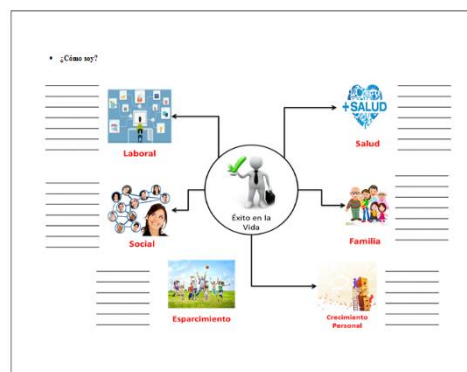 • ¿Cómo soy?
+SALUD
Laboral
Salud
Éxito en la
Vida
Social
Familia
Esparcimiento
Crecimiento
Personal